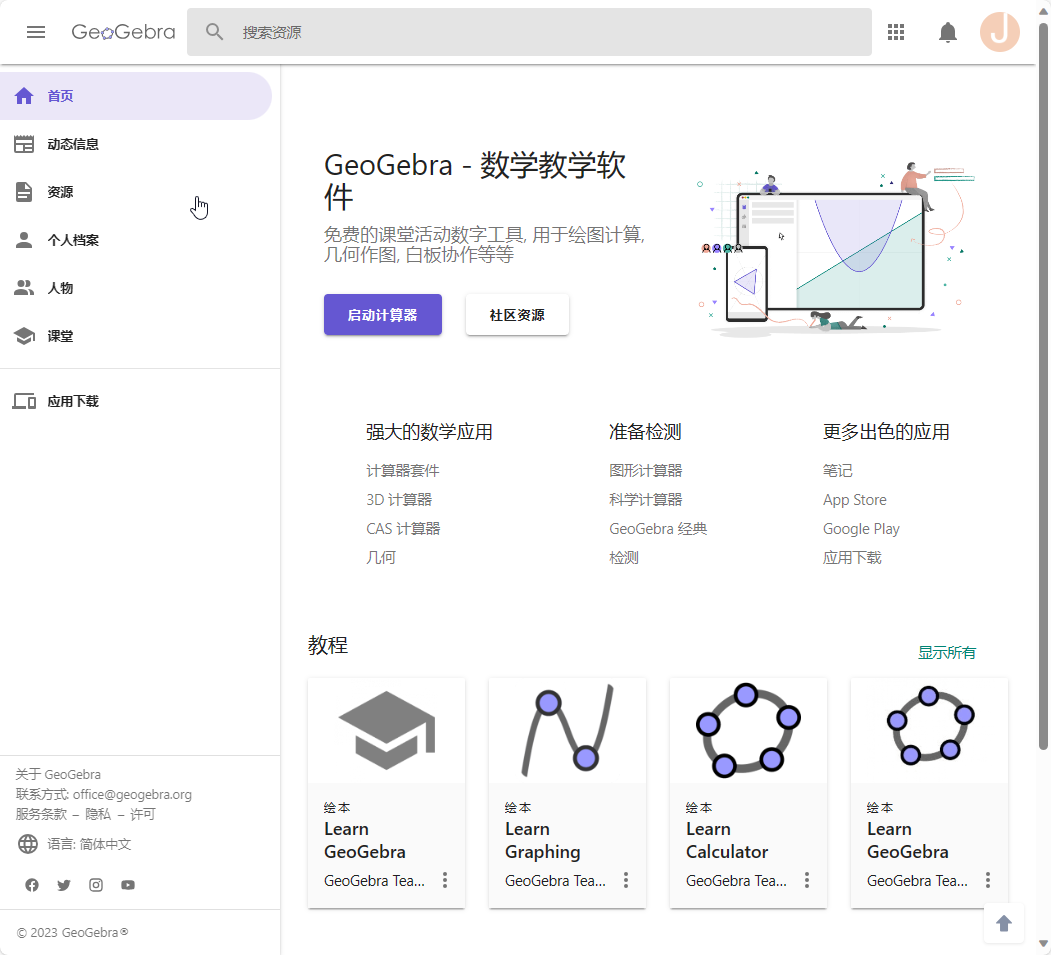 GeoGebra
搜索资源
J
首页
动态信息
资源
个人档案
人物
课堂
应用下载
关于 GeoGebra
联系方式: office@geogebra.org
服务条款 – 隐私 – 许可
语言: 简体中文
© 2023 GeoGebra®
GeoGebra - 数学教学软
件
免费的课堂活动数字工具, 用于绘图计算,
几何作图, 白板协作等等
启动计算器
社区资源
强大的数学应用
计算器套件
3D 计算器
CAS 计算器
几何
准备检测
图形计算器
科学计算器
GeoGebra 经典
检测
更多出色的应用
笔记
App Store
Google Play
应用下载
教程
显示所有
绘本
Learn
GeoGebra
GeoGebra Tea...
绘本
Learn
Graphing
GeoGebra Tea...
绘本
Learn
Calculator
GeoGebra Tea...
绘本
Learn
GeoGebra
GeoGebra Tea...